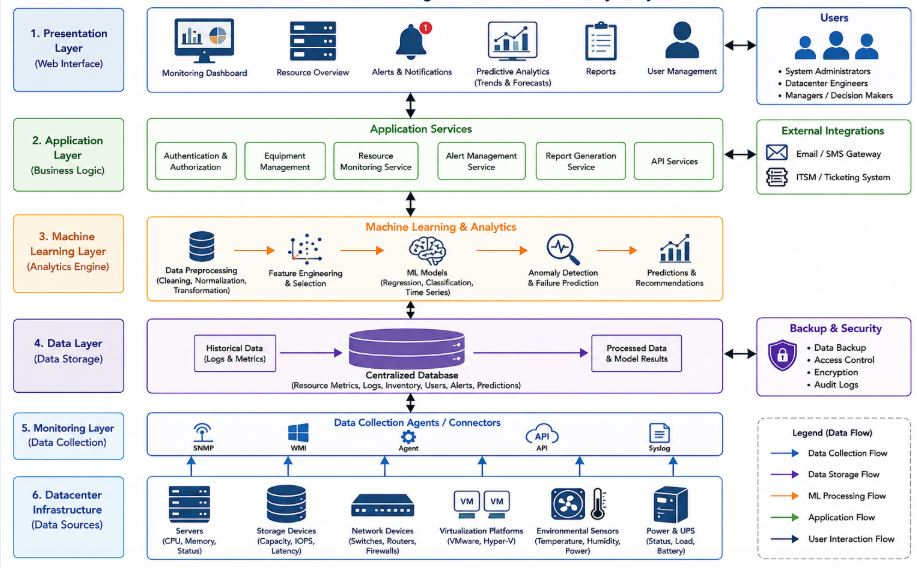 1. Presentation
Layer
(Web Interface)
Monitoring Dashboard
Resource Overview
1
Alerts & Notifications
Predictive Analytics
(Trends & Forecasts)
Reports
User Management
Users
• System Administrators
• Datacenter Engineers
• Managers / Decision Makers
2. Application
Layer
(Business Logic)
Application Services
Authentication &
Authorization
Equipment
Management
Resource
Monitoring Service
Alert Management
Service
Report Generation
Service
API Services
External Integrations
Email / SMS Gateway
ITSM / Ticketing System
3. Machine
Learning Layer
(Analytics Engine)
Machine Learning & Analytics
Data Preprocessing
(Cleaning, Normalization,
Transformation)
Feature Engineering
& Selection
ML Models
(Regression, Classification,
Time Series)
Anomaly Detection
& Failure Prediction
Predictions &
Recommendations
4. Data Layer
(Data Storage)
Historical Data
(Logs & Metrics)
Centralized Database
(Resource Metrics, Logs, Inventory, Users, Alerts, Predictions)
Processed Data
& Model Results
Backup & Security
• Data Backup
• Access Control
• Encryption
• Audit Logs
5. Monitoring Layer
(Data Collection)
Data Collection Agents / Connectors
SNMP
WMI
Agent
API
API
Syslog
6. Datacenter
Infrastructure
(Data Sources)
Servers
(CPU, Memory,
Status)
Storage Devices
(Capacity, IOPS,
Latency)
Network Devices
(Switches, Routers,
Firewalls)
VM
VM
Virtualization Platforms
(VMware, Hyper-V)
Environmental Sensors
(Temperature, Humidity,
Power)
Power & UPS
(Status, Load,
Battery)
Legend (Data Flow)
Data Collection Flow
Data Storage Flow
ML Processing Flow
Application Flow
User Interaction Flow